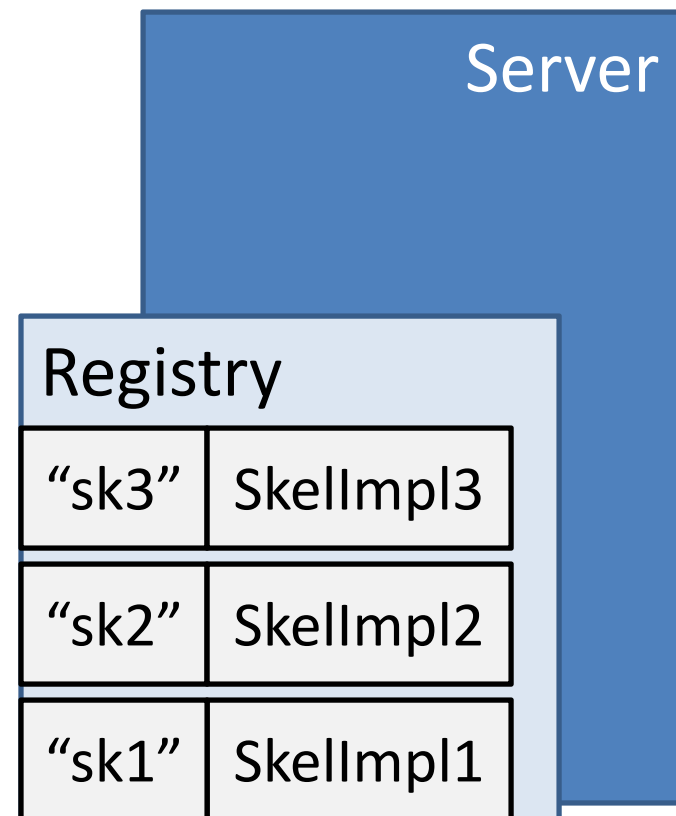 Server
Registry
“sk3” SkelImpl3
“sk2” SkelImpl2
“sk1” SkelImpl1